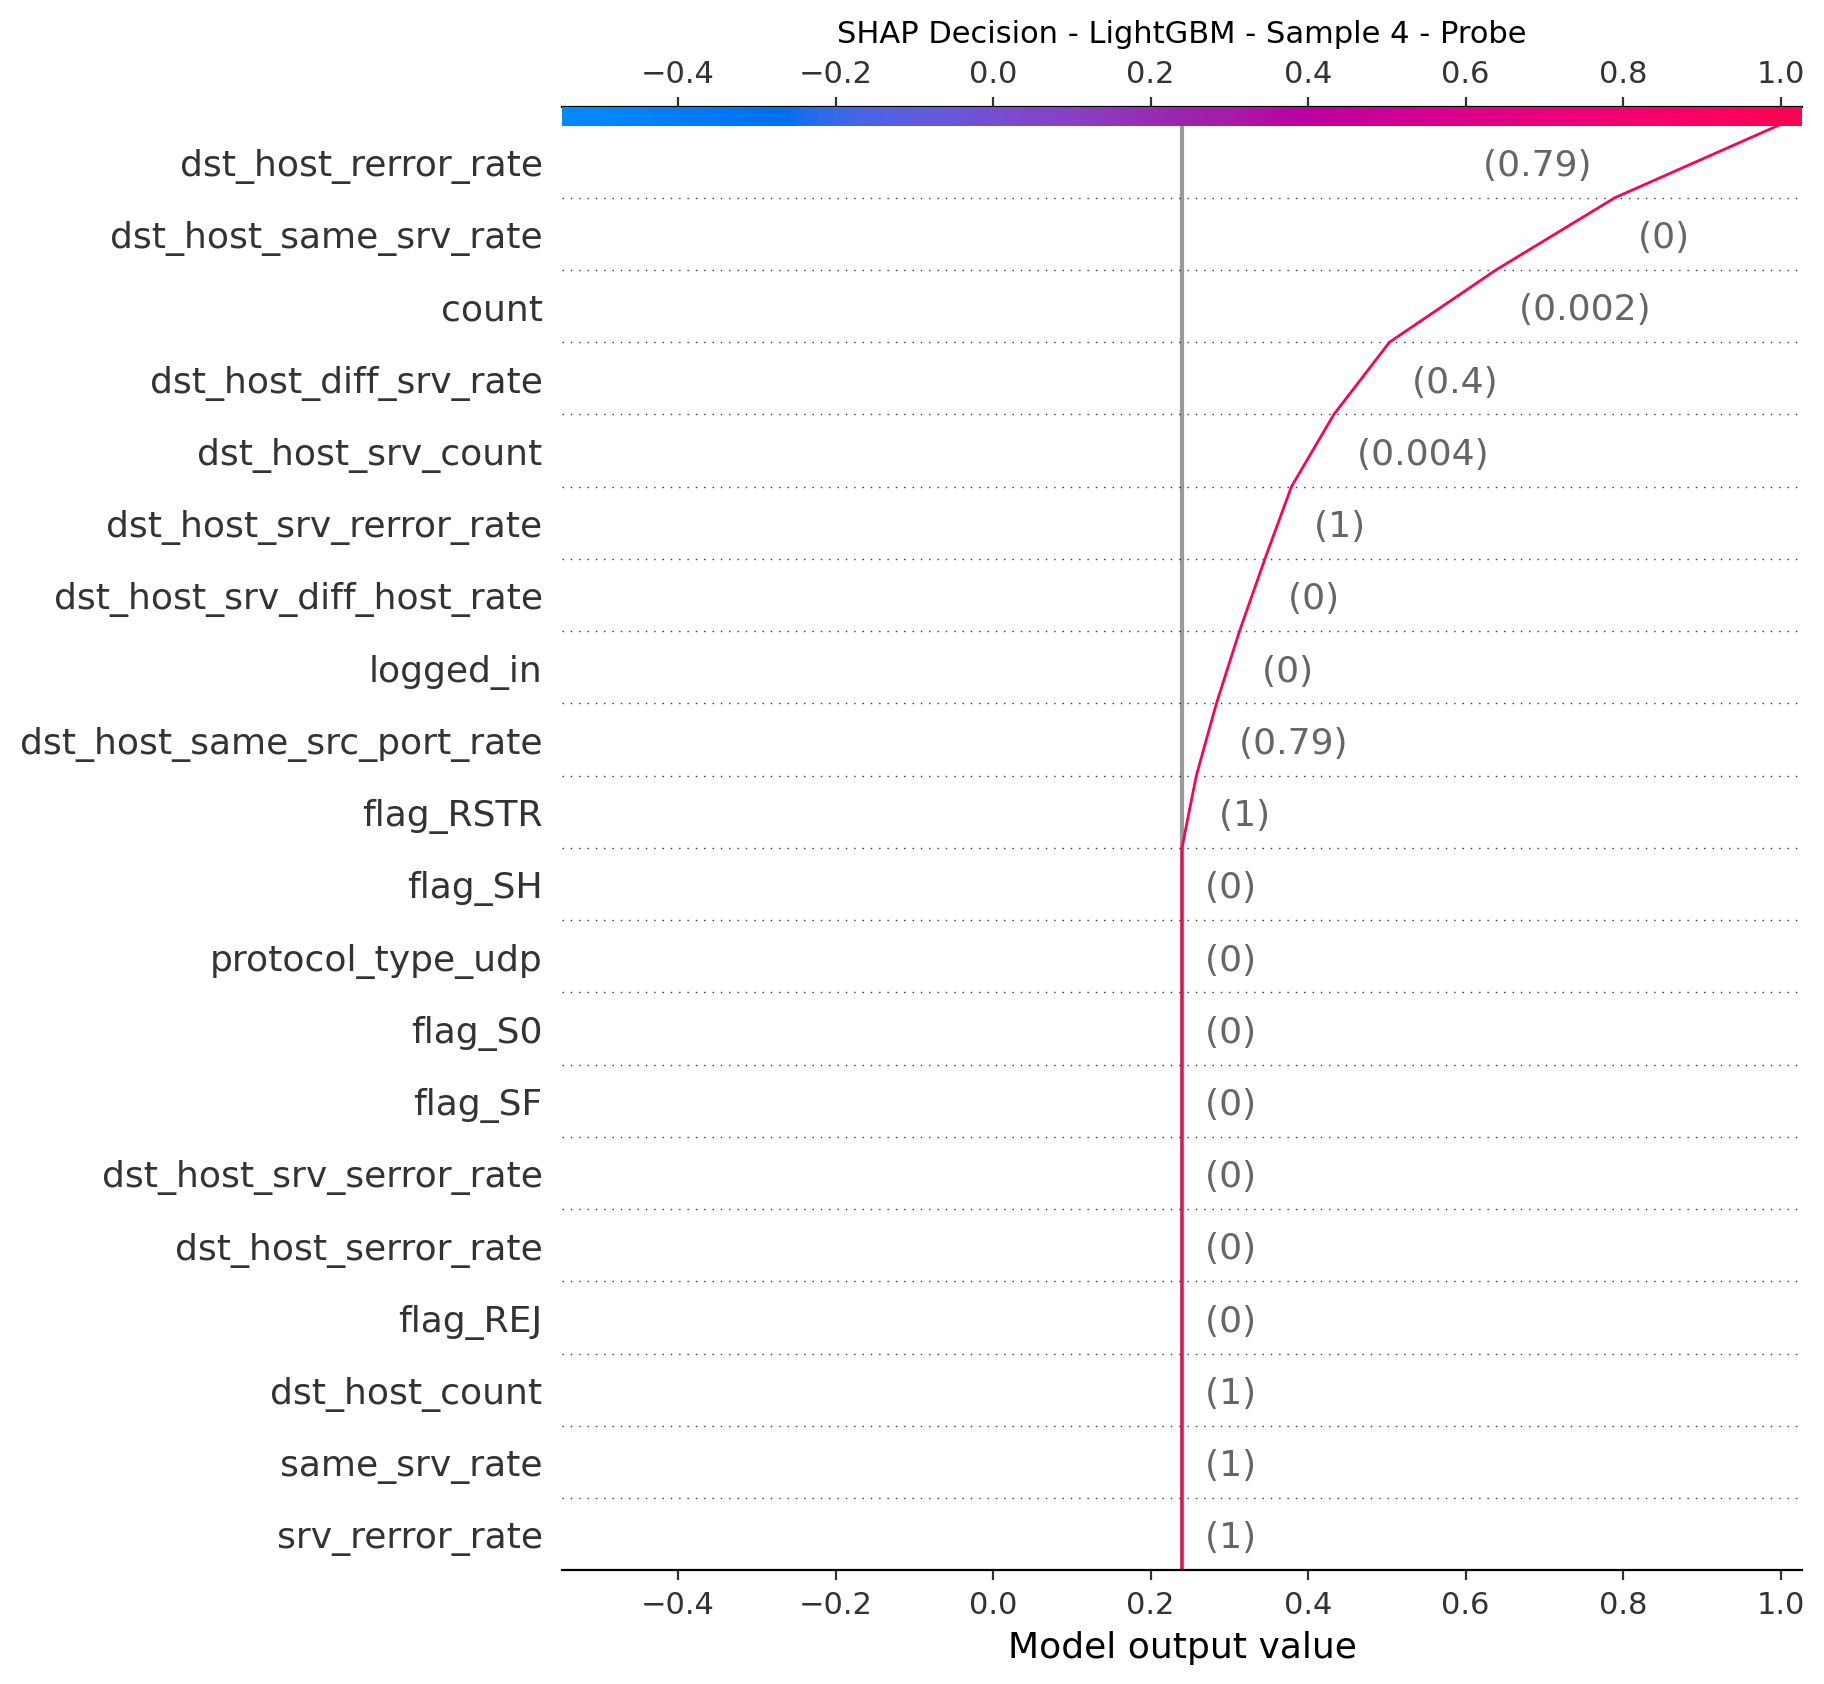 SHAP Decision - LightGBM - Sample 4 - Probe
−0.4 −0.2 0.0 0.2 0.4 0.6 0.8 1.0
dst_host_rerror_rate (0.79)
dst_host_same_srv_rate (0)
count (0.002)
dst_host_diff_srv_rate (0.4)
dst_host_srv_count (0.004)
dst_host_srv_rerror_rate (1)
dst_host_srv_diff_host_rate (0)
logged_in (0)
dst_host_same_src_port_rate (0.79)
flag_RSTR (1)
flag_SH (0)
protocol_type_udp (0)
flag_S0 (0)
flag_SF (0)
dst_host_srv_serror_rate (0)
dst_host_serror_rate (0)
flag_REJ (0)
dst_host_count (1)
same_srv_rate (1)
srv_rerror_rate (1)
−0.4 −0.2 0.0 0.2 0.4 0.6 0.8 1.0
Model output value